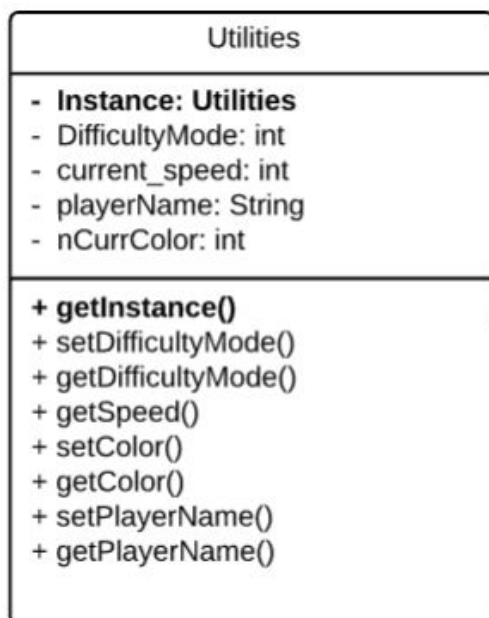 Utilities
- Instance: Utilities
- DifficultyMode: int
- current_speed: int
- playerName: String
- nCurrColor: int
+ getInstance()
+ setDifficultyMode()
+ getDifficultyMode()
+ getSpeed()
+ setColor()
+ getColor()
+ setPlayerName()
+ getPlayerName()